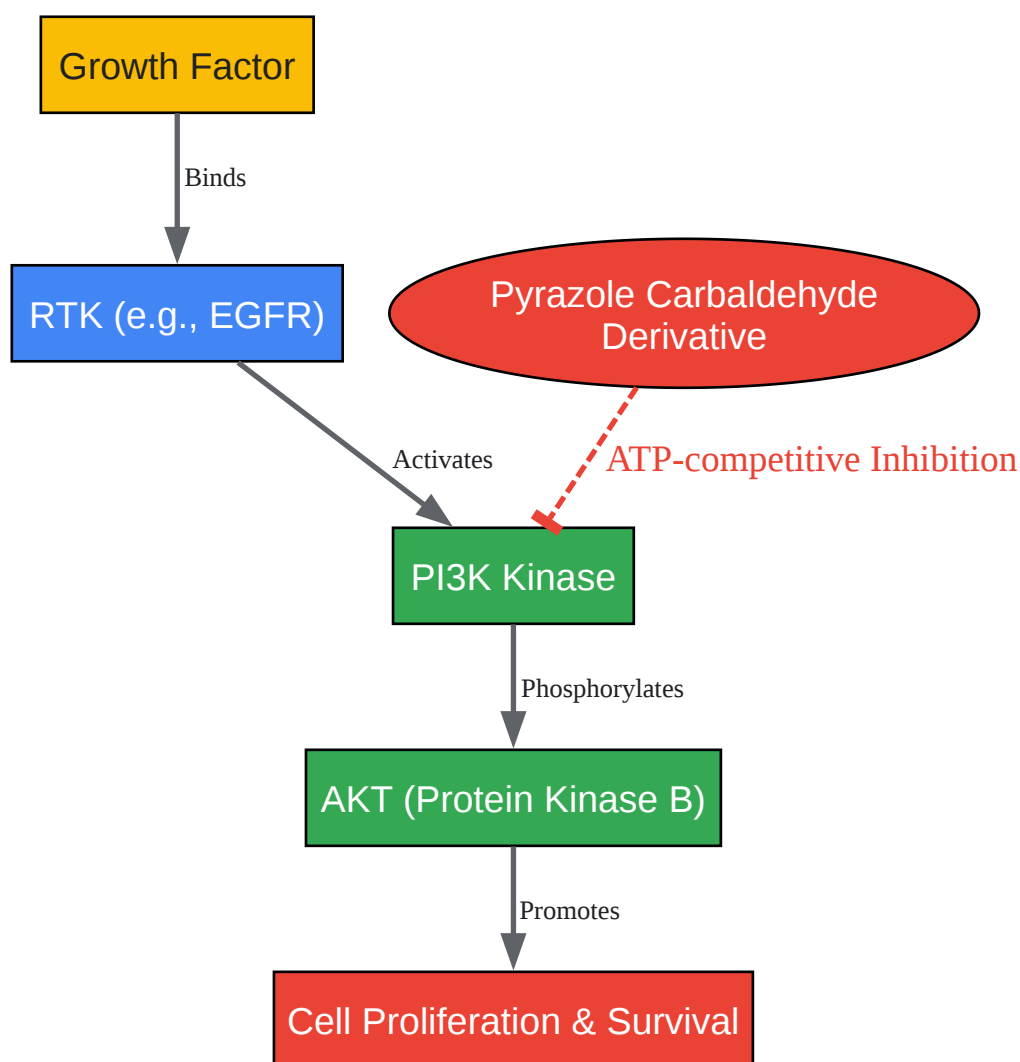 Growth Factor
Binds
RTK (e.g., EGFR)
Pyrazole Carbaldehyde
Derivative
Activates
ATP-competitive Inhibition
PI3K Kinase
Phosphorylates
AKT (Protein Kinase B)
Promotes
Cell Proliferation & Survival